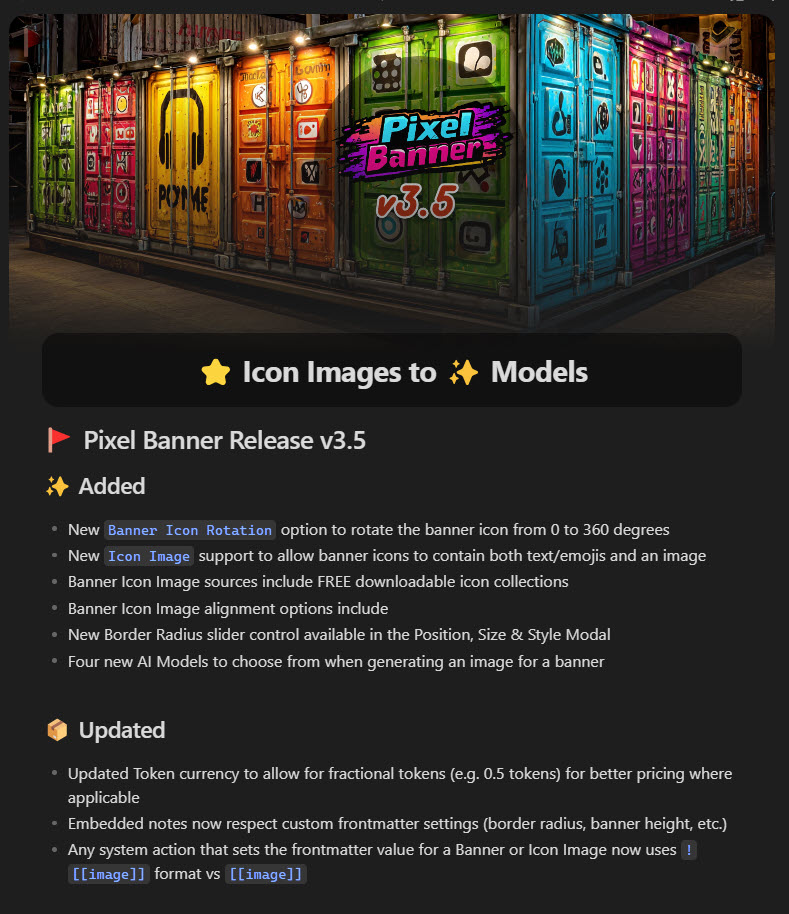 Pixel
Banner
v3.5
⭐ Icon Images to ✨ Models
🚩 Pixel Banner Release v3.5
✨ Added
• New Banner Icon Rotation option to rotate the banner icon from 0 to 360 degrees
• New Icon Image support to allow banner icons to contain both text/emojis and an image
• Banner Icon Image sources include FREE downloadable icon collections
• Banner Icon Image alignment options include
• New Border Radius slider control available in the Position, Size & Style Modal
• Four new AI Models to choose from when generating an image for a banner
📦 Updated
• Updated Token currency to allow for fractional tokens (e.g. 0.5 tokens) for better pricing where
applicable
• Embedded notes now respect custom frontmatter settings (border radius, banner height, etc.)
• Any system action that sets the frontmatter value for a Banner or Icon Image now uses !
[[image]] format vs [[image]]